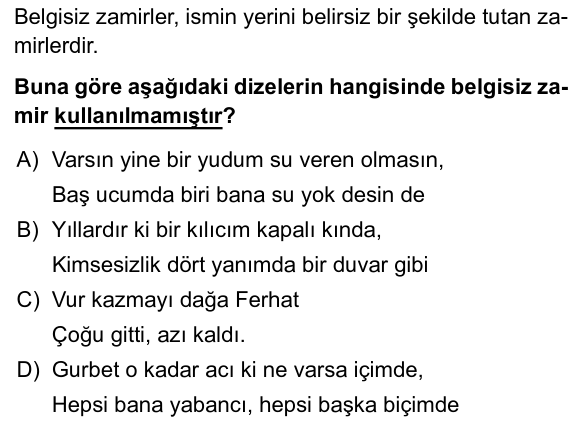 Belgisiz zamirler, ismin yerini belirsiz bir şekilde tutan za-
mirlerdir.
Buna göre aşağıdaki dizelerin hangisinde belgisiz za-
mir kullanılmamıştır?
A) Varsın yine bir yudum su veren olmasın,
Baş ucumda biri bana su yok desin de
B) Yıllardır ki bir kılıcım kapalı kında,
Kimsesizlik dört yanımda bir duvar gibi
C) Vur kazmayı dağa Ferhat
Çoğu gitti, azı kaldı.
D) Gurbet o kadar acı ki ne varsa içimde,
Hepsi bana yabancı, hepsi başka biçimde